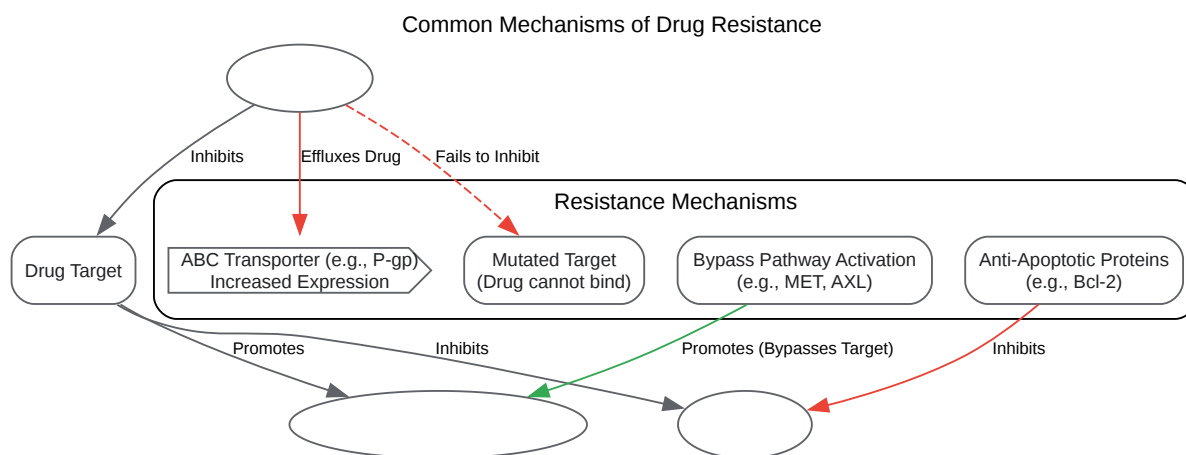 Common Mechanisms of Drug Resistance
Inhibits
Effluxes Drug
Fails to Inhibit
Resistance Mechanisms
Drug Target
ABC Transporter (e.g., P-gp)
Increased Expression
Mutated Target
(Drug cannot bind)
Bypass Pathway Activation
(e.g., MET, AXL)
Anti-Apoptotic Proteins
(e.g., Bcl-2)
Promotes
Inhibits
Promotes (Bypasses Target)
Inhibits